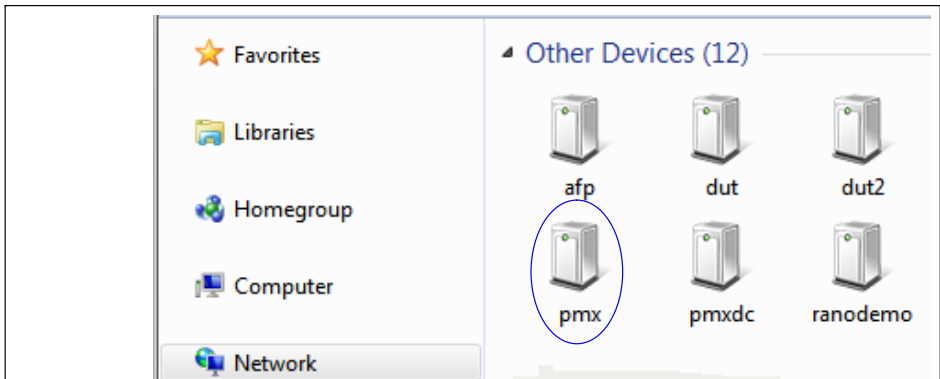 Favorites
Libraries
Homegroup
Computer
Network
Other Devices (12)
afp dut dut2
pmx pmxdc ranodemo